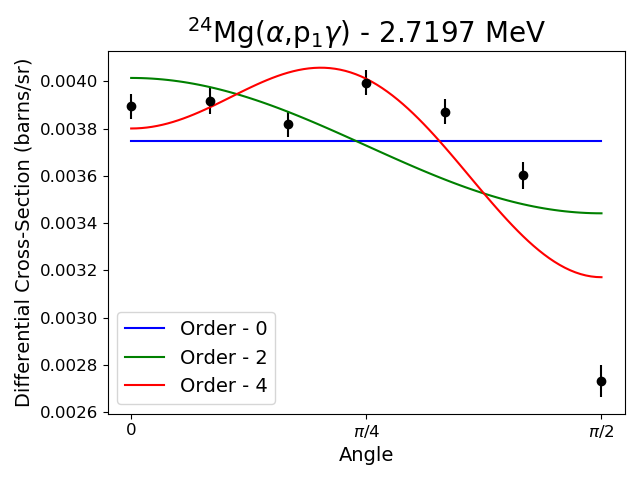 ²⁴Mg(α,p₁γ) - 2.7197 MeV
Differential Cross-Section (barns/sr)
0.0040
0.0038
0.0036
0.0034
0.0032
0.0030
0.0028
0.0026
Order - 0
Order - 2
Order - 4
0 π/4 π/2
Angle